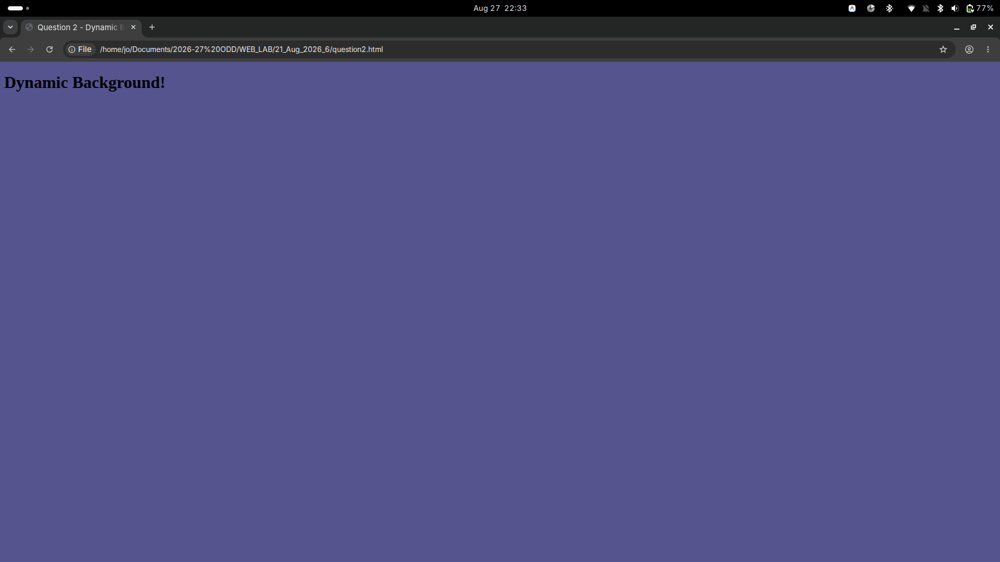 Aug 27 22:33
77%
Question 2 - Dynamic
File /home/jo/Documents/2026-27%20ODD/WEB_LAB/21_Aug_2026_6/question2.html
Dynamic Background!